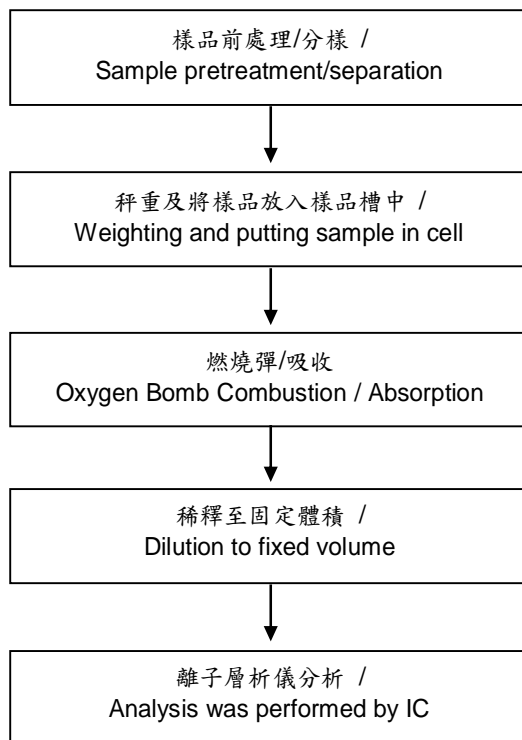 樣品前處理/分樣 /
Sample pretreatment/separation
秤重及將樣品放入樣品槽中 /
Weighting and putting sample in cell
燃燒彈/吸收
Oxygen Bomb Combustion / Absorption
稀釋至固定體積 /
Dilution to fixed volume
離子層析儀分析 /
Analysis was performed by IC